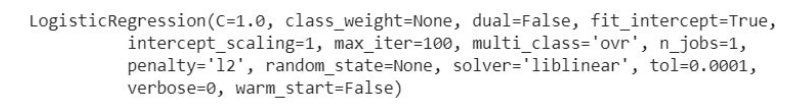 LogisticRegression(C=1.0, class_weight=None, dual=False, fit_intercept=True,
intercept_scaling=1, max_iter=100, multi_class='ovr', n_jobs=1,
penalty='l2', random_state=None, solver='liblinear', tol=0.0001,
verbose=0, warm_start=False)